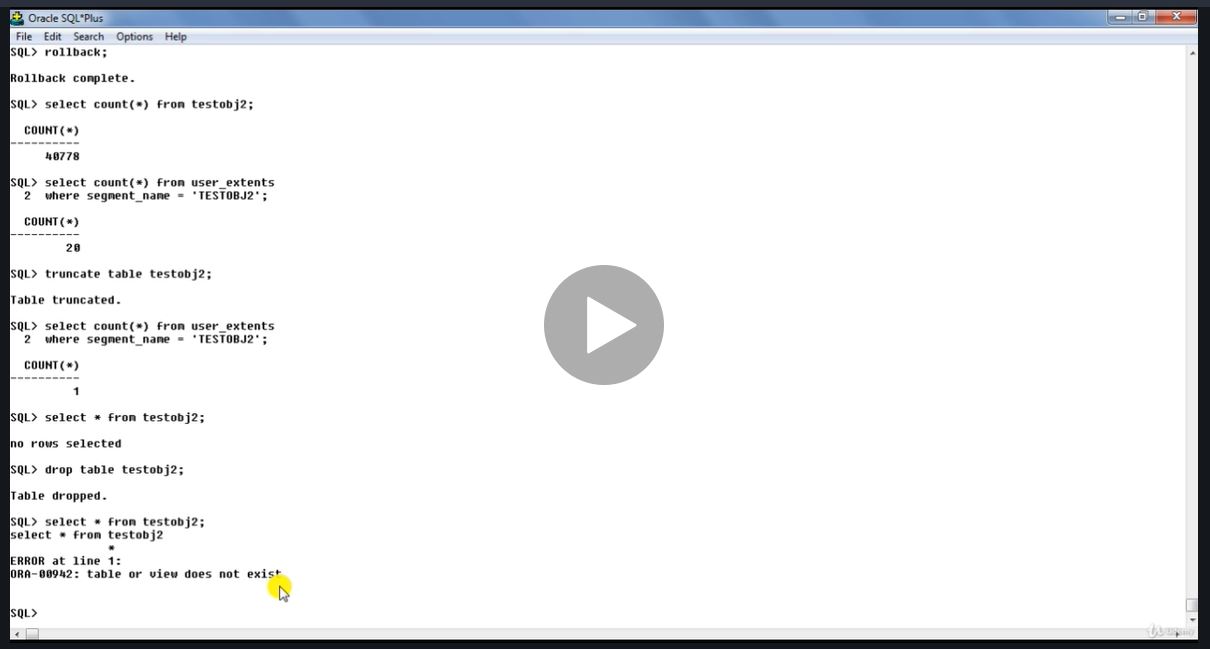 Oracle SQL*Plus
File Edit Search Options Help
SQL> rollback;
Rollback complete.
SQL> select count(*) from testobj2;
COUNT(*)
----------
40778
SQL> select count(*) from user_extents
2 where segment_name = 'TESTOBJ2';
COUNT(*)
----------
20
SQL> truncate table testobj2;
Table truncated.
SQL> select count(*) from user_extents
2 where segment_name = 'TESTOBJ2';
COUNT(*)
----------
1
SQL> select * from testobj2;
no rows selected
SQL> drop table testobj2;
Table dropped.
SQL> select * from testobj2;
select * from testobj2
*
ERROR at line 1:
ORA-00942: table or view does not exist
SQL>